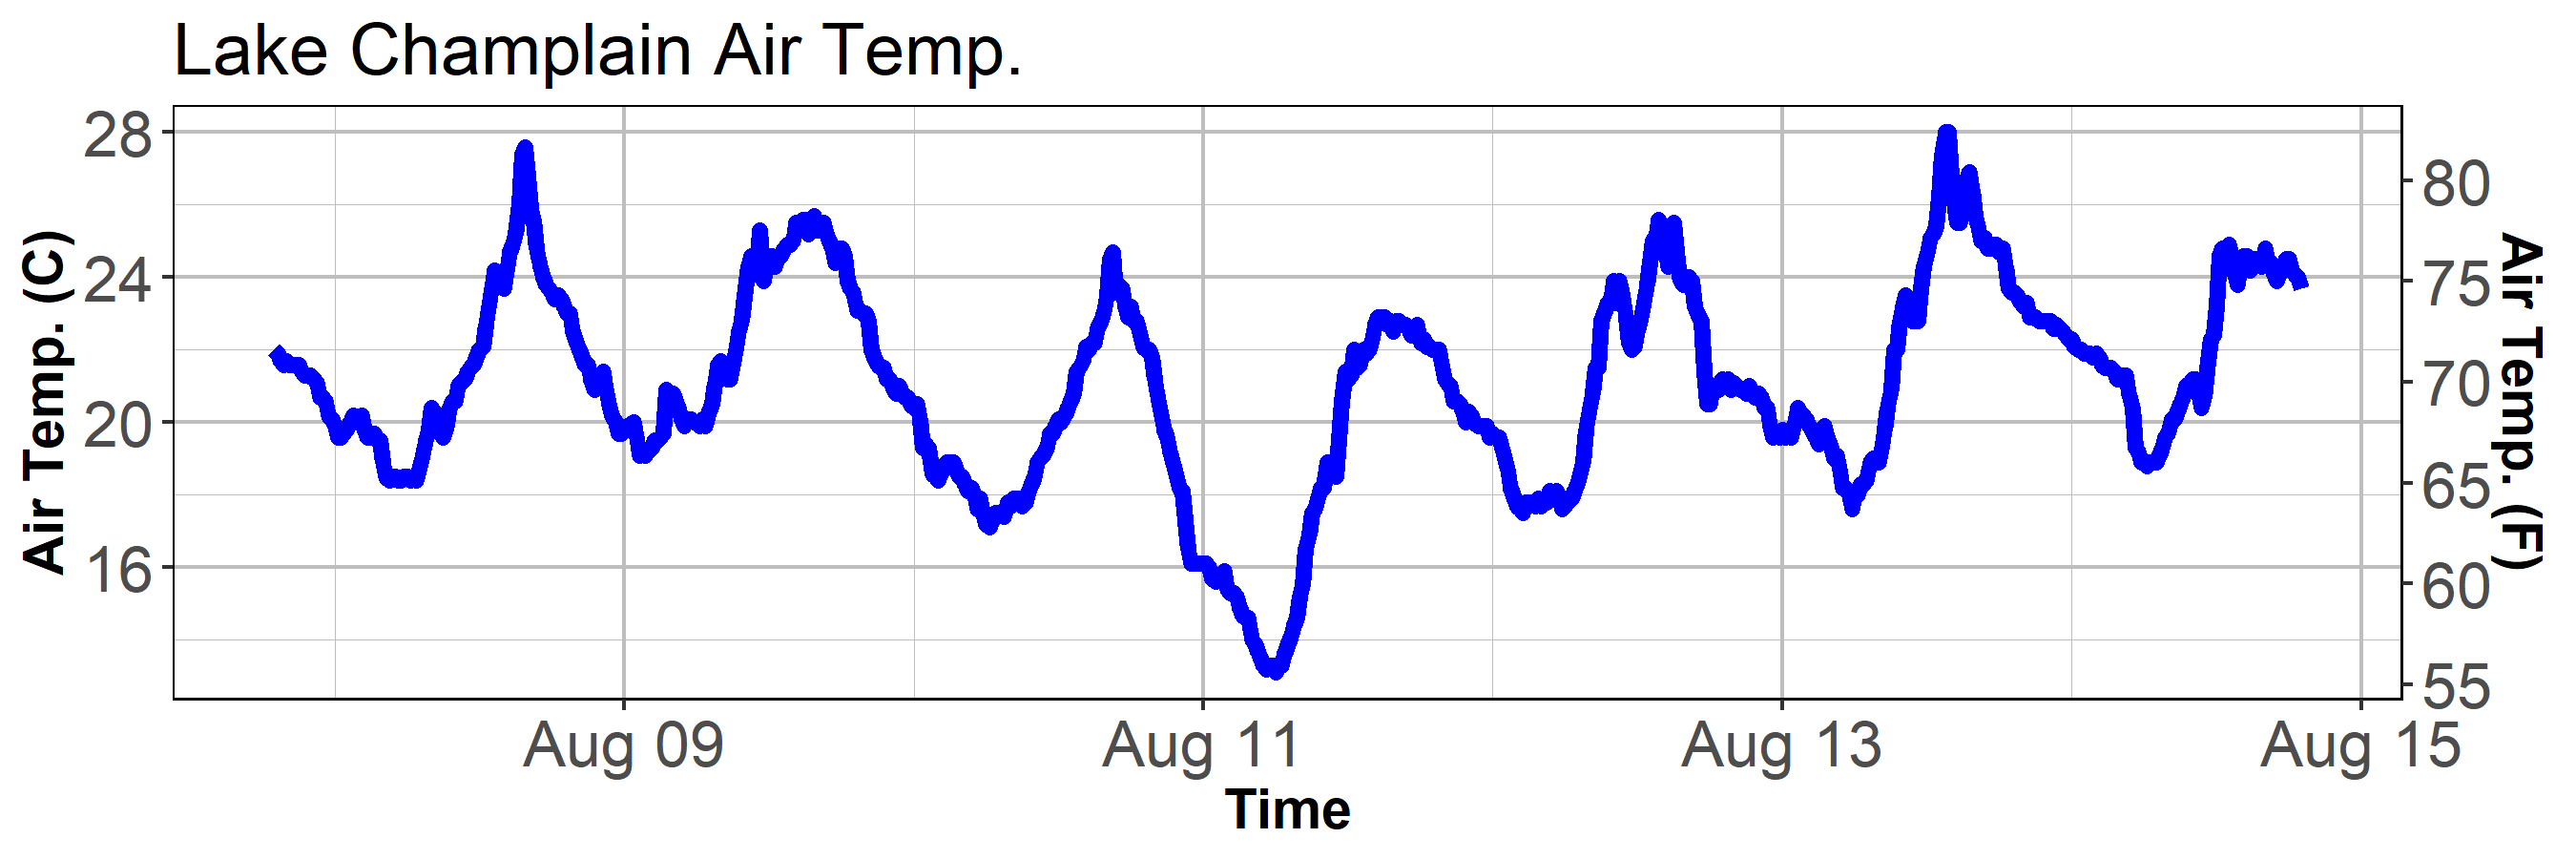 Lake Champlain Air Temp.
Air Temp. (C)
28
24
20
16
80
75
70
65
60
55
Air Temp. (F)
Aug 09 Aug 11 Aug 13 Aug 15
Time